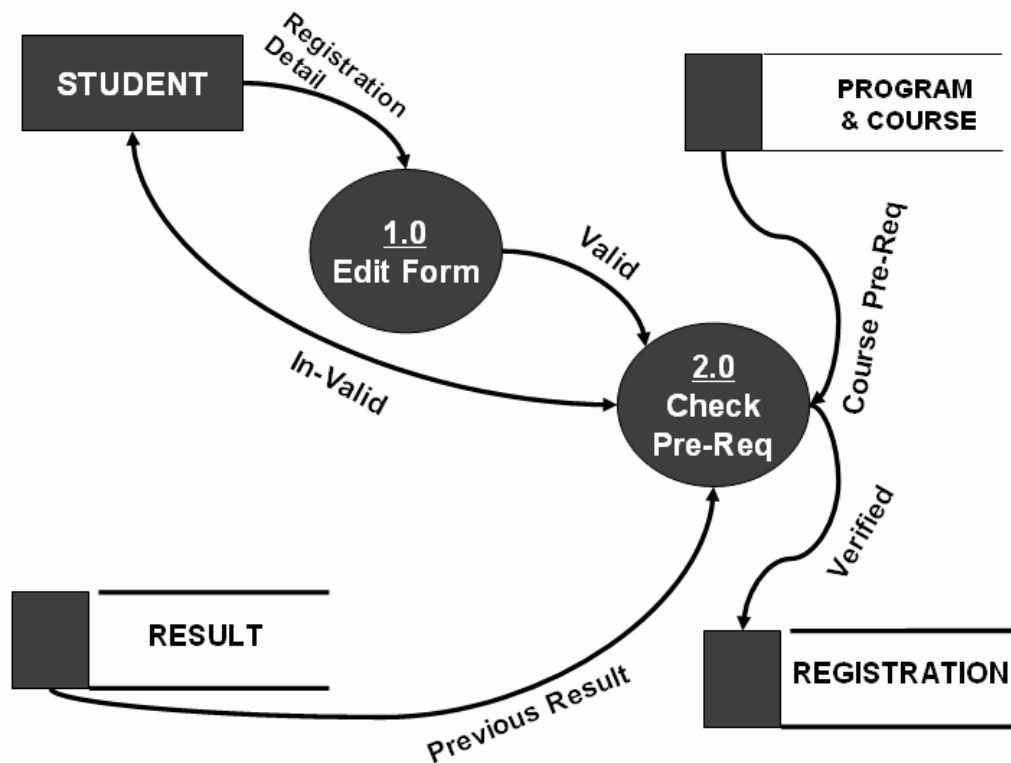 STUDENT
Registration
Detail
PROGRAM
& COURSE
1.0
Edit Form
Valid
Course Pre-Req
In-Valid
2.0
Check
Pre-Req
Verified
RESULT
Previous Result
REGISTRATION